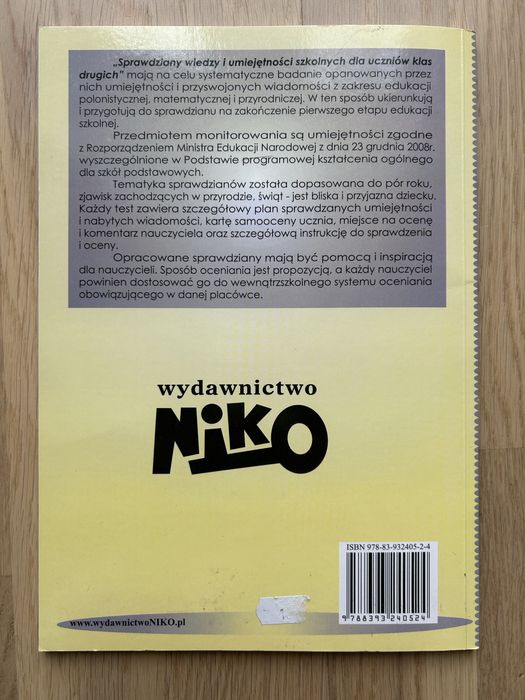 „Sprawdziany wiedzy i umiejętności szkolnych dla uczniów klas
drugich" mają na celu systematyczne badanie opanowanych przez
nich umiejętności i przyswojonych wiadomości z zakresu edukacji
polonistycznej, matematycznej i przyrodniczej. W ten sposób ukierunkują
i przygotują do sprawdzianu na zakończenie pierwszego etapu edukacji
szkolnej.
Przedmiotem monitorowania są umiejętności zgodne
z Rozporządzeniem Ministra Edukacji Narodowej z dnia 23 grudnia 2008r.
wyszczególnione w Podstawie programowej kształcenia ogólnego
dla szkół podstawowych.
Tematyka sprawdzianów została dopasowana do pór roku,
zjawisk zachodzących w przyrodzie, świąt - jest bliska i przyjazna dziecku.
Każdy test zawiera szczegółowy plan sprawdzanych umiejętności
i nabytych wiadomości, kartę samooceny ucznia, miejsce na ocenę
i komentarz nauczyciela oraz szczegółową instrukcję do sprawdzenia
i oceny.
Opracowane sprawdziany mają być pomocą i inspiracją
dla nauczycieli. Sposób oceniania jest propozycją, a każdy nauczyciel
powinien dostosować go do wewnątrzszkolnego systemu oceniania
obowiązującego w danej placówce.
wydawnictwo
NiKO
ISBN 978-83-932405-2-4
9 788393 240524
www.wydawnictwoNIKO.pl